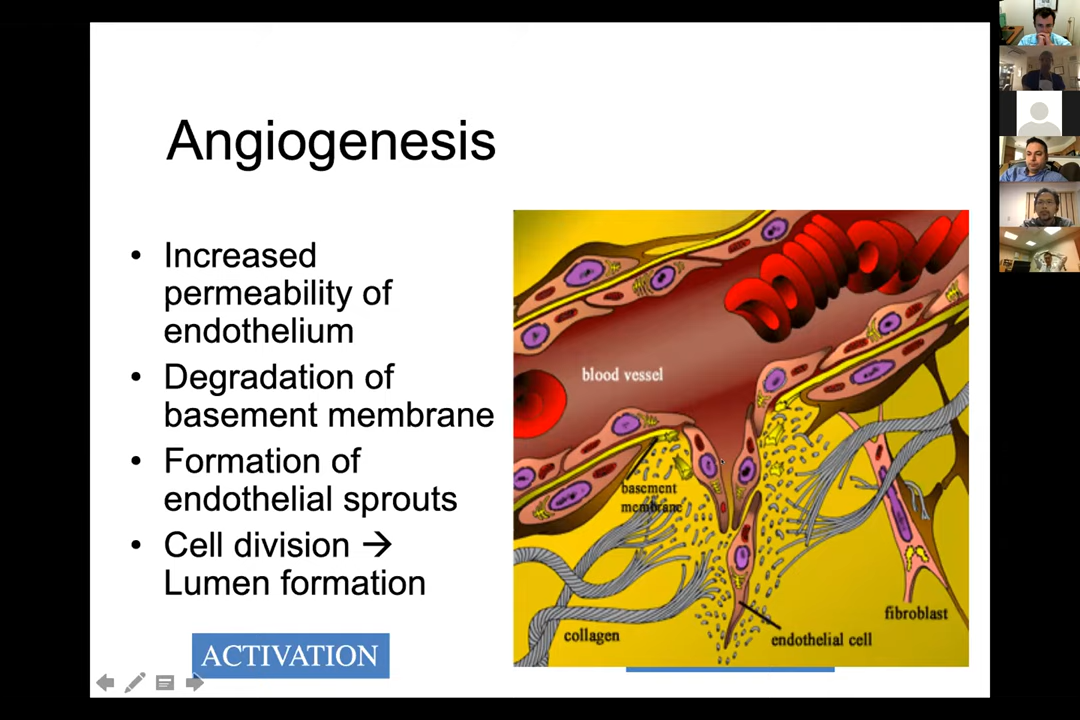 Angiogenesis
• Increased
permeability of
endothelium
• Degradation of
basement membrane
• Formation of
endothelial sprouts
• Cell division →
Lumen formation
ACTIVATION
blood vessel
basement
membrane
collagen
endothelial cell
fibroblast